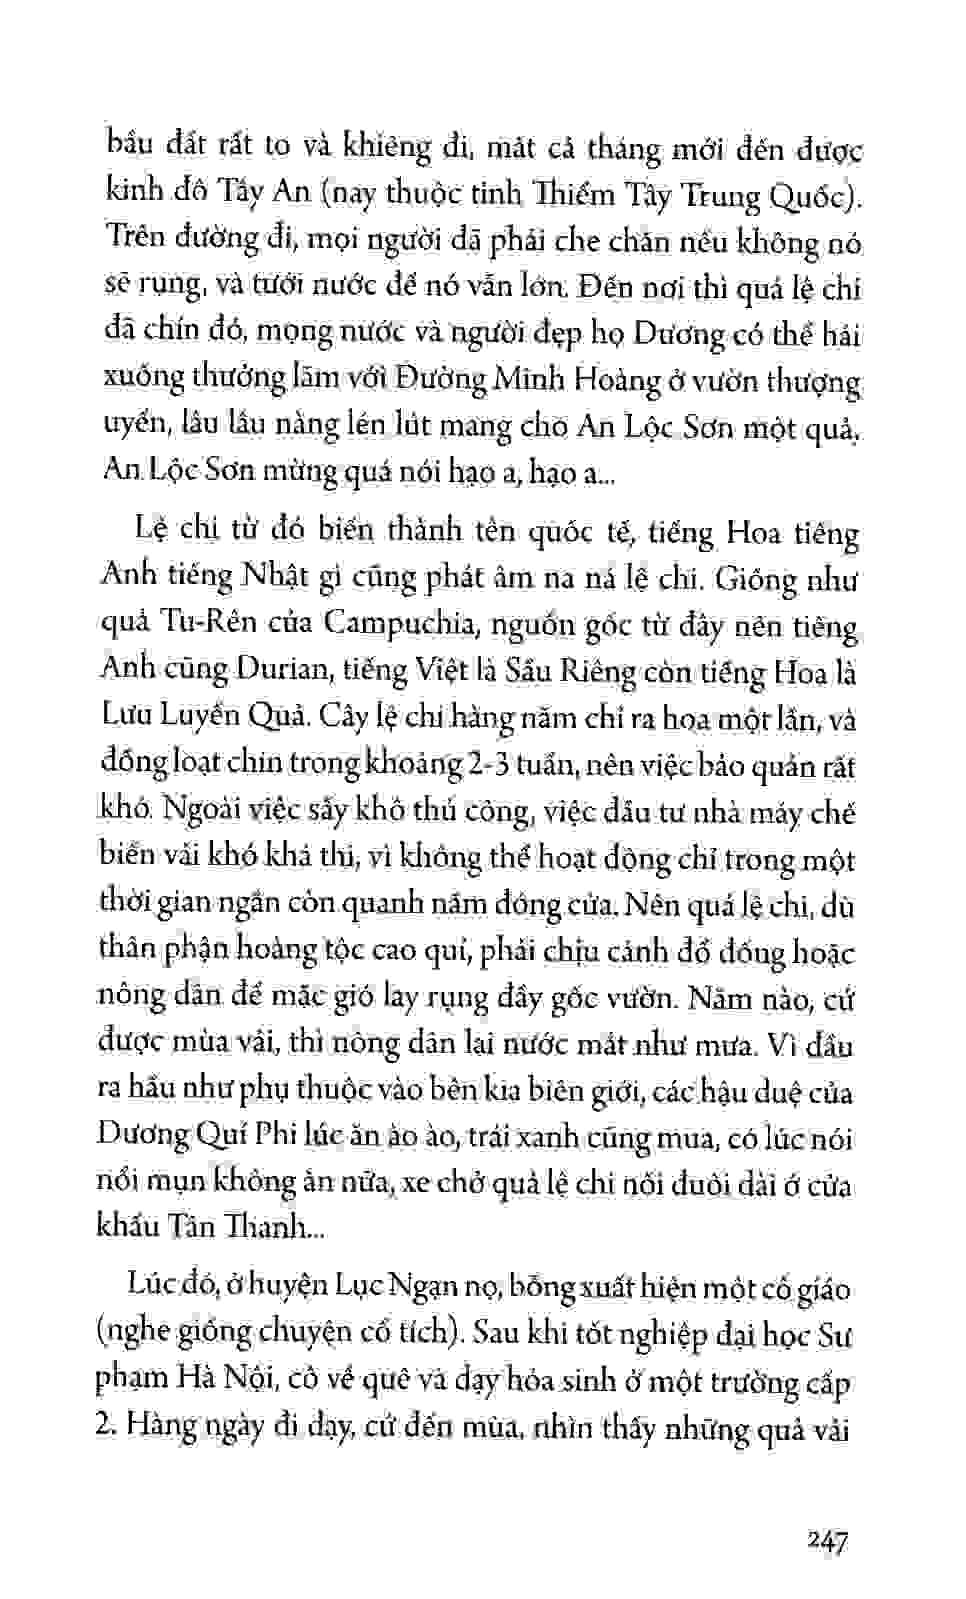 bầu đất rất to và khiêng đi, mất cả tháng mới đến được
kinh đô Tây An (nay thuộc tỉnh Thiểm Tây Trung Quốc).
Trên đường đi, mọi người đã phải che chắn nếu không nó
sẽ rụng, và tưới nước để nó vẫn lớn. Đến nơi thì quả lệ chi
đã chín đỏ, mọng nước và người đẹp họ Dương có thể hái
xuống thưởng lãm với Đường Minh Hoàng ở vườn thượng
uyển, lâu lâu nàng lén lút mang cho An Lộc Sơn một quả,
An Lộc Sơn mừng quá nói hạo a, hạo a...
Lệ chi từ đó biến thành tên quốc tế, tiếng Hoa tiếng
Anh tiếng Nhật gì cũng phát âm na ná lệ chi. Giống như
quả Tu-Rên của Campuchia, nguồn gốc từ đây nên tiếng
Anh cũng Durian, tiếng Việt là Sầu Riêng còn tiếng Hoa là
Lưu Luyến Quả. Cây lệ chi hàng năm chỉ ra hoa một lần, và
đồng loạt chín trong khoảng 2-3 tuần, nên việc bảo quản rất
khó. Ngoài việc sấy khô thủ công, việc đầu tư nhà máy chế
biến vải khó khả thi, vì không thể hoạt động chỉ trong một
thời gian ngắn còn quanh năm đóng cửa. Nên quả lệ chi, dù
thân phận hoàng tộc cao quí, phải chịu cảnh đổ đống hoặc
nông dân để mặc gió lay rụng đầy gốc vườn. Năm nào, cứ
được mùa vải, thì nông dân lại nước mắt như mưa. Vì đầu
ra hầu như phụ thuộc vào bên kia biên giới, các hậu duệ của
Dương Quí Phi lúc ăn ào ào, trái xanh cũng mua, có lúc nói
nổi mụn không ăn nữa, xe chở quả lệ chi nối đuôi dài ở cửa
khẩu Tân Thanh...
Lúc đó, ở huyện Lục Ngạn nọ, bỗng xuất hiện một cô giáo
(nghe giống chuyện cổ tích). Sau khi tốt nghiệp đại học Sư
phạm Hà Nội, cô về quê và dạy hóa sinh ở một trường cấp
2. Hàng ngày đi dạy, cứ đến mùa, nhìn thấy những quả vải
247